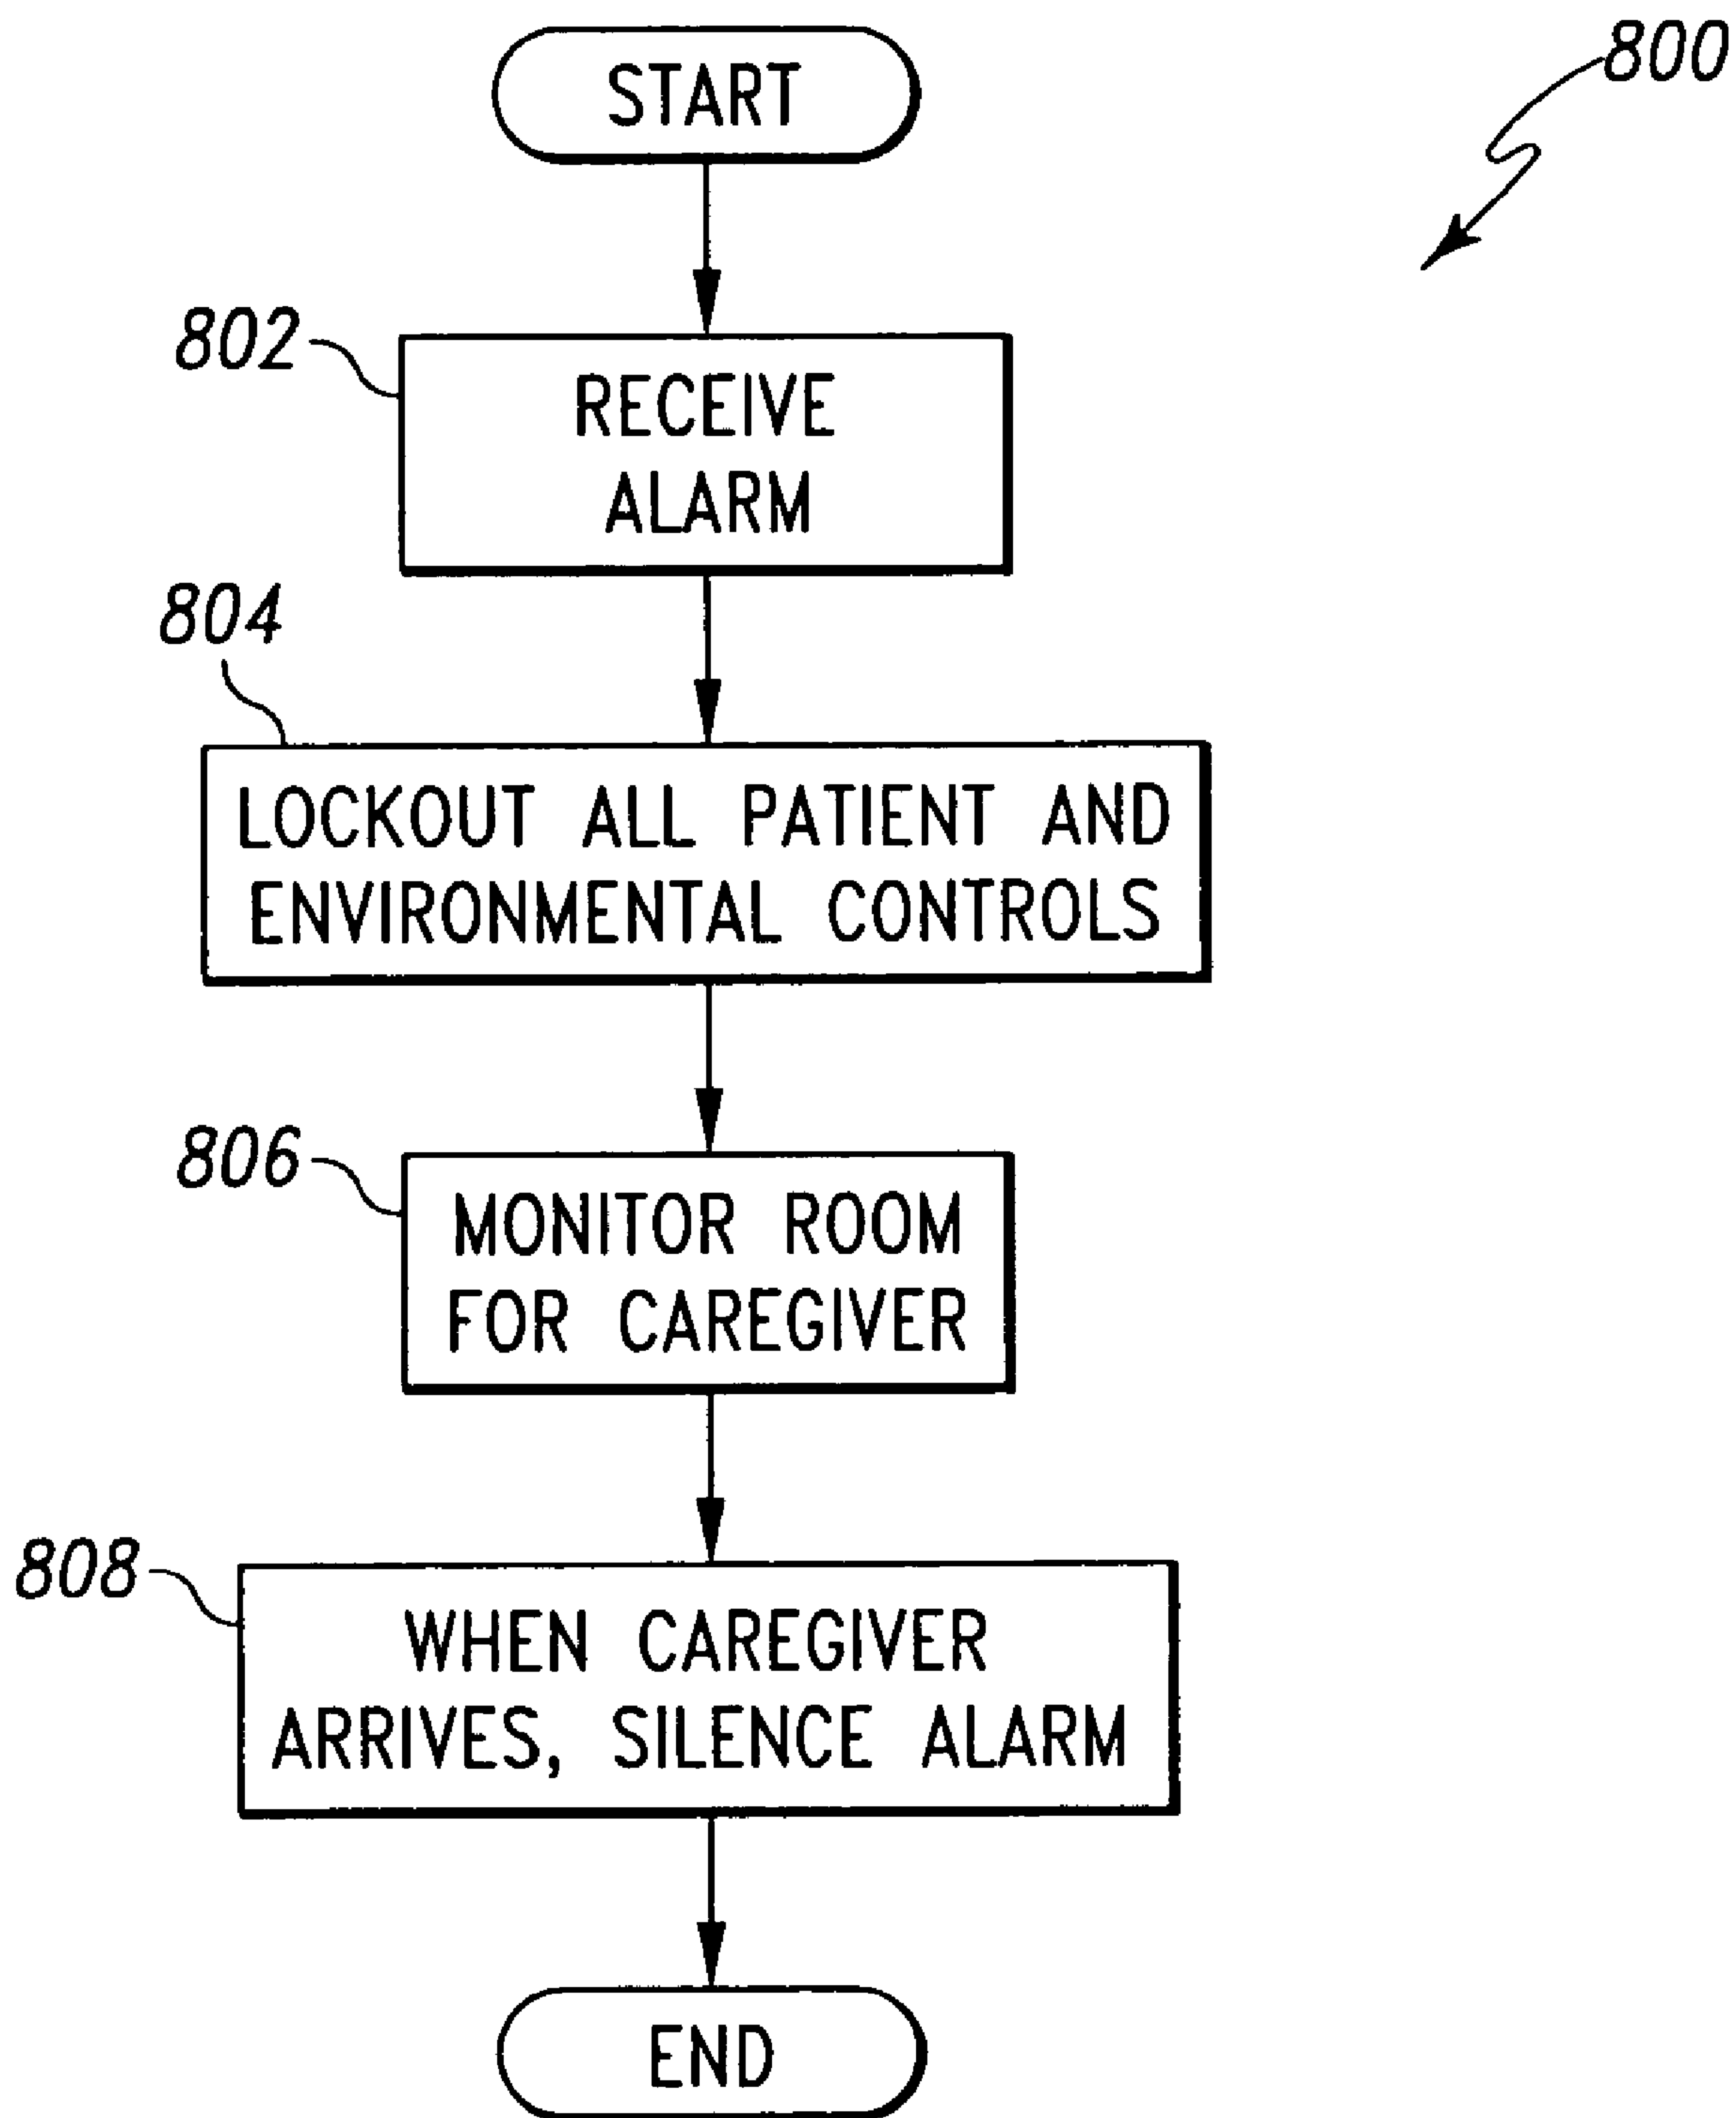 START
800
802
RECEIVE
ALARM
804
LOCKOUT ALL PATIENT AND
ENVIRONMENTAL CONTROLS
806
MONITOR ROOM
FOR CAREGIVER
808
WHEN CAREGIVER
ARRIVES, SILENCE ALARM
END